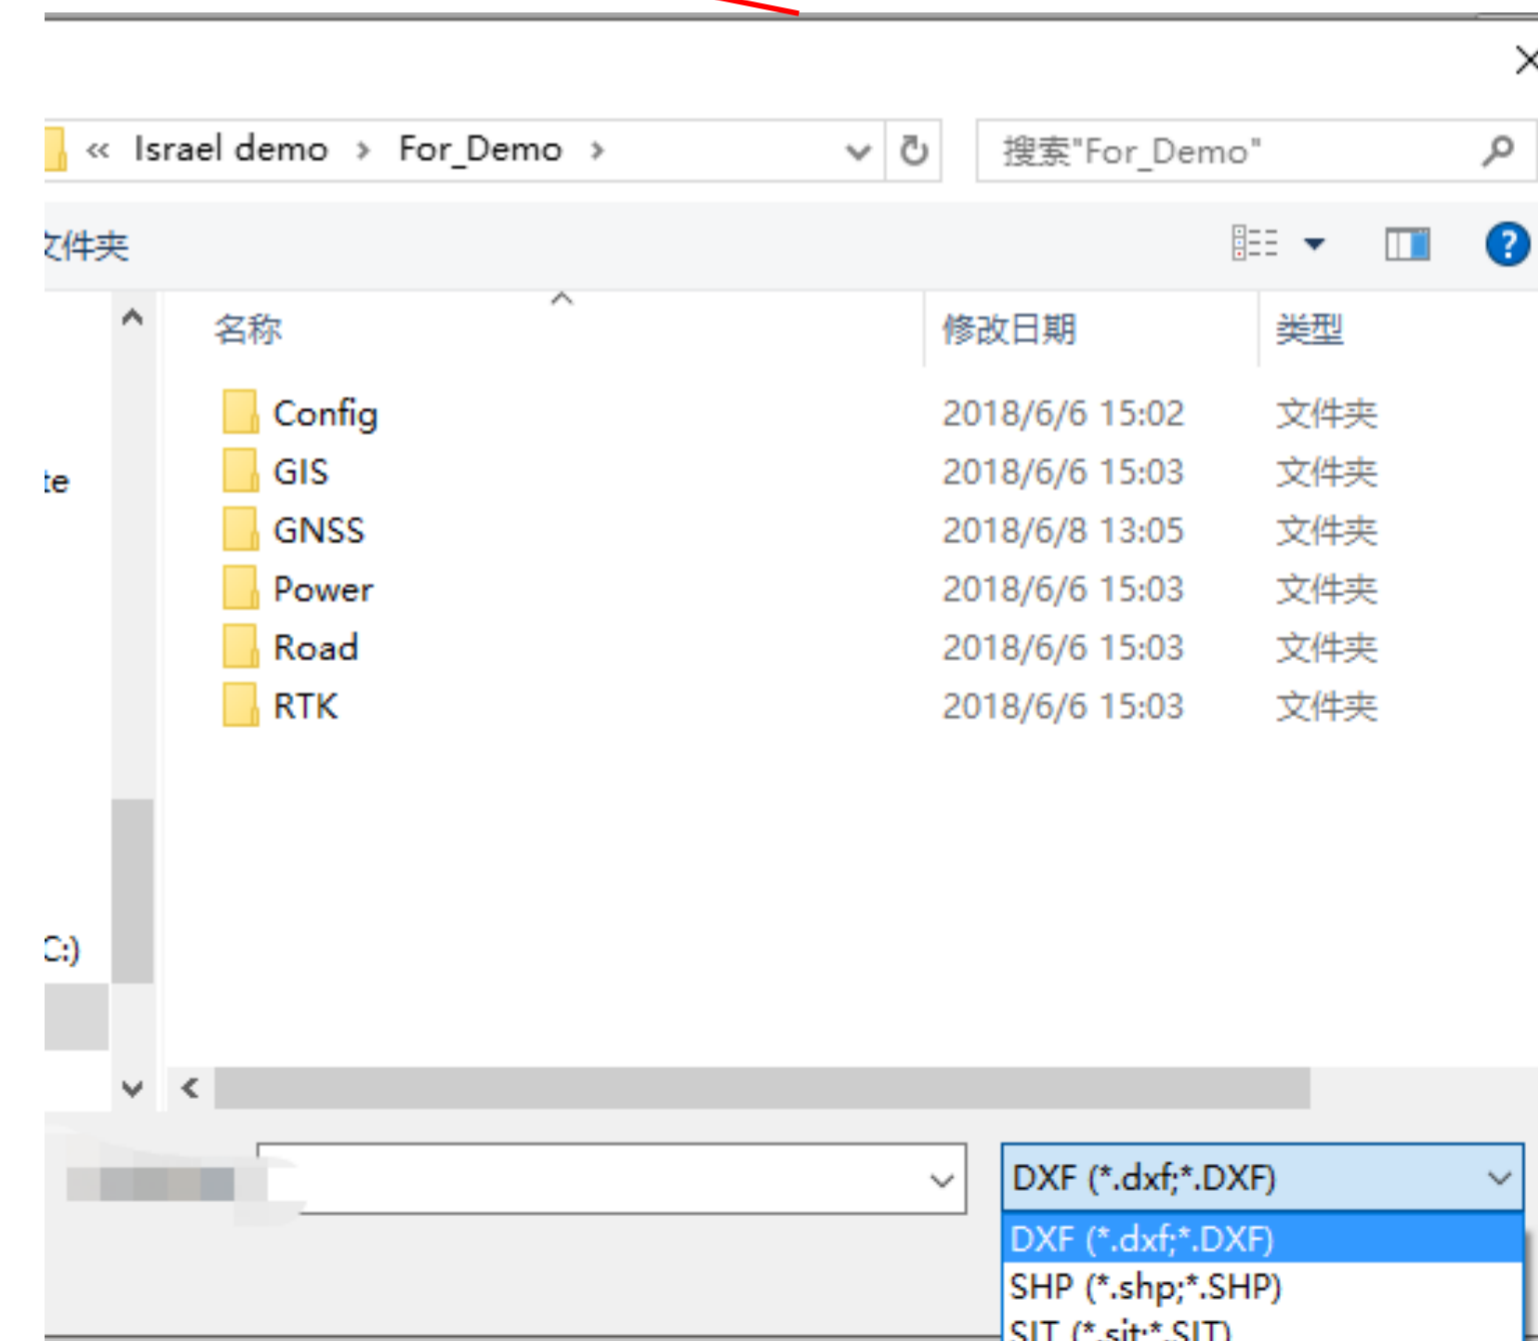 « Israel demo › For_Demo ›
搜索"For_Demo"
文件夹
名称 修改日期 类型
Config 2018/6/6 15:02 文件夹
GIS 2018/6/6 15:03 文件夹
te
GNSS 2018/6/8 13:05 文件夹
Power 2018/6/6 15:03 文件夹
Road 2018/6/6 15:03 文件夹
RTK 2018/6/6 15:03 文件夹
C:)
DXF (*.dxf;*.DXF)
DXF (*.dxf;*.DXF)
SHP (*.shp;*.SHP)
SIT (*.sit;*.SIT)